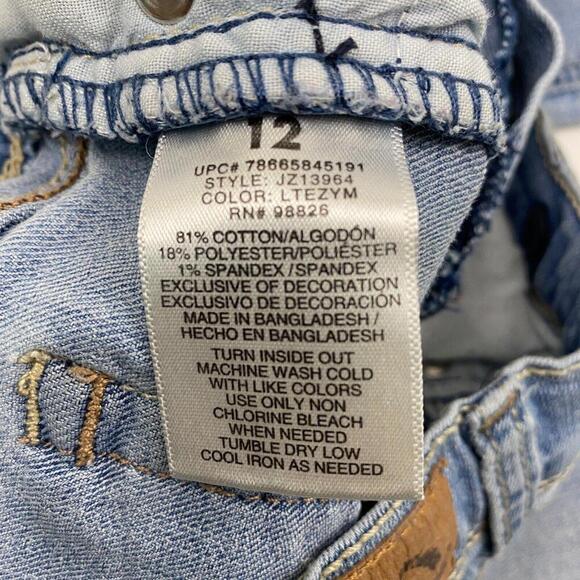 12
UPC# 78665845191
STYLE: JZ13964
COLOR: LTEZYM
RN# 98826
81% COTTON/ALGODÓN
18% POLYESTER/POLIÉSTER
1% SPANDEX/SPANDEX
EXCLUSIVE OF DECORATION
EXCLUSIVO DE DECORACIÓN
MADE IN BANGLADESH/
HECHO EN BANGLADESH
TURN INSIDE OUT
MACHINE WASH COLD
WITH LIKE COLORS
USE ONLY NON
CHLORINE BLEACH
WHEN NEEDED
TUMBLE DRY LOW
COOL IRON AS NEEDED